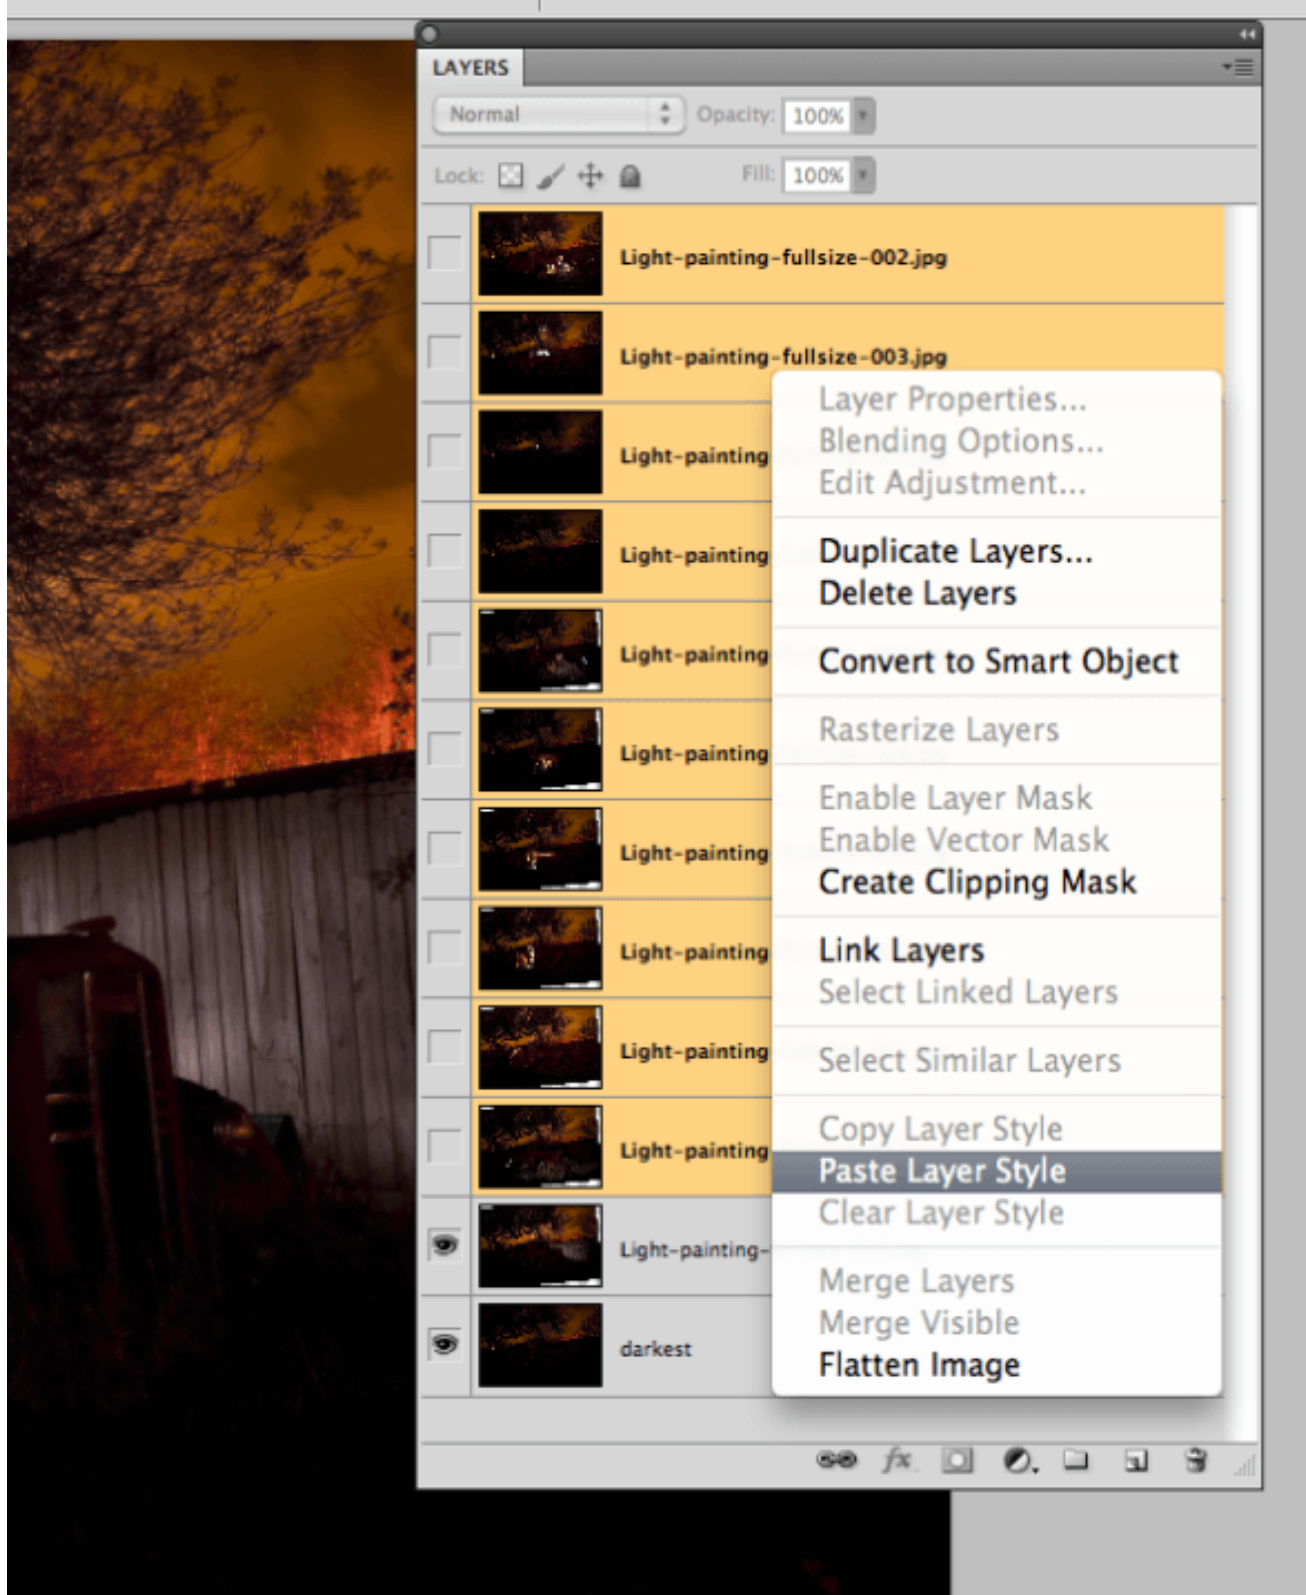 LAYERS
Normal Opacity: 100%
Lock: Fill: 100%
Light-painting-fullsize-002.jpg
Light-painting-fullsize-003.jpg
Light-painting
Light-painting
Light-painting
Light-painting
Light-painting
Light-painting
Light-painting
Light-painting
Light-painting-
darkest
Layer Properties...
Blending Options...
Edit Adjustment...
Duplicate Layers...
Delete Layers
Convert to Smart Object
Rasterize Layers
Enable Layer Mask
Enable Vector Mask
Create Clipping Mask
Link Layers
Select Linked Layers
Select Similar Layers
Copy Layer Style
Paste Layer Style
Clear Layer Style
Merge Layers
Merge Visible
Flatten Image
fx